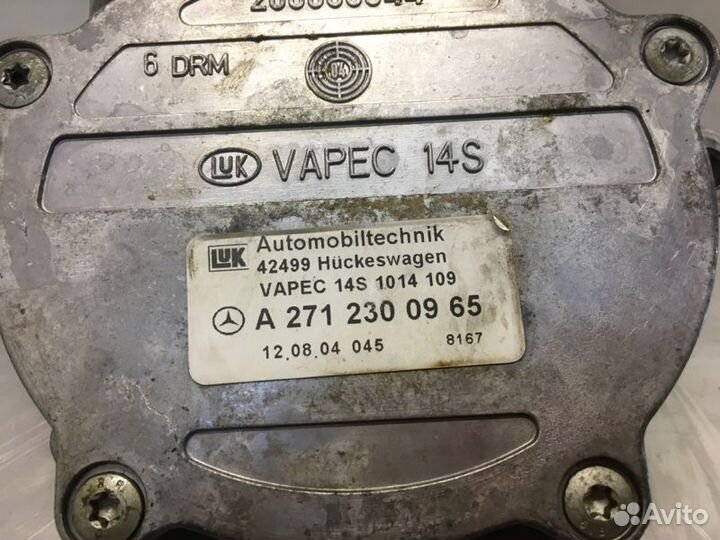 6 DRM
04
LUK VAPEC 14S
LUK Automobiltechnik
42499 Hückeswagen
VAPEC 14S 1014 109
A 271 230 09 65
12.08.04 045 8167
Avito